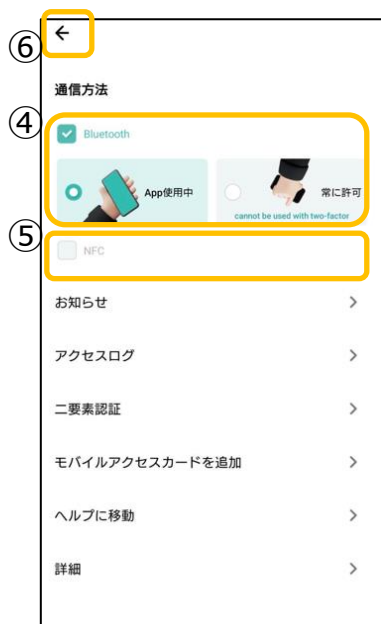 ⑥
通信方法
④
Bluetooth
App使用中
常に許可
cannot be used with two-factor
⑤
NFC
お知らせ
アクセスログ
二要素認証
モバイルアクセスカードを追加
ヘルプに移動
詳細